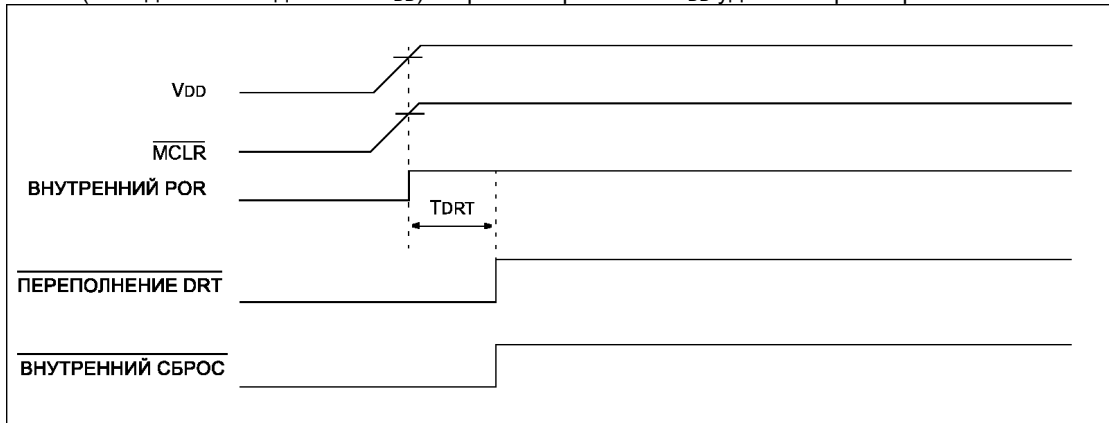 VDD
MCLR
ВНУТРЕННИЙ POR
TDRT
ПЕРЕПОЛНЕНИЕ DRT
ВНУТРЕННИЙ СБРОС